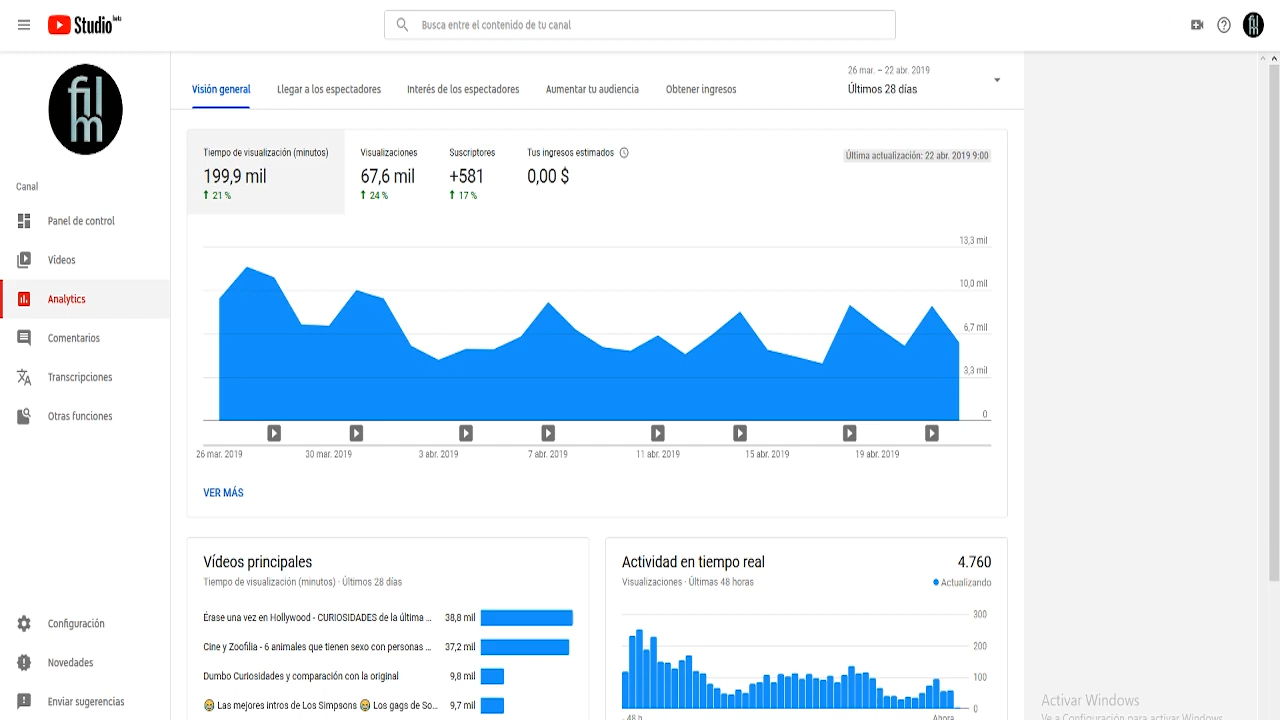 Studio beta
Busca entre el contenido de tu canal
film
Canal
Panel de control
Vídeos
Analytics
Comentarios
Transcripciones
Otras funciones
Configuración
Novedades
Enviar sugerencias
Visión general
Llegar a los espectadores
Interés de los espectadores
Aumentar tu audiencia
Obtener ingresos
26 mar. – 22 abr. 2019
Últimos 28 días
Tiempo de visualización (minutos)
199,9 mil
21 %
Visualizaciones
67,6 mil
24 %
Suscriptores
+581
17 %
Tus ingresos estimados
0,00 $
Última actualización: 22 abr. 2019 9:00
13,3 mil
10,0 mil
6,7 mil
3,3 mil
0
26 mar. 2019
30 mar. 2019
3 abr. 2019
7 abr. 2019
11 abr. 2019
15 abr. 2019
19 abr. 2019
VER MÁS
Vídeos principales
Tiempo de visualización (minutos) · Últimos 28 días
Érase una vez en Hollywood - CURIOSIDADES de la última ... 38,8 mil
Cine y Zoofilia - 6 animales que tienen sexo con personas ... 37,2 mil
Dumbo Curiosidades y comparación con la original 9,8 mil
😂 Las mejores intros de Los Simpsons 😂 Los gags de So... 9,7 mil
Actividad en tiempo real
4.760
Visualizaciones · Últimas 48 horas
Actualizando
300
200
100
0
- 48 h
Ahora
Activar Windows
Ve a Configuración para activar Windows.